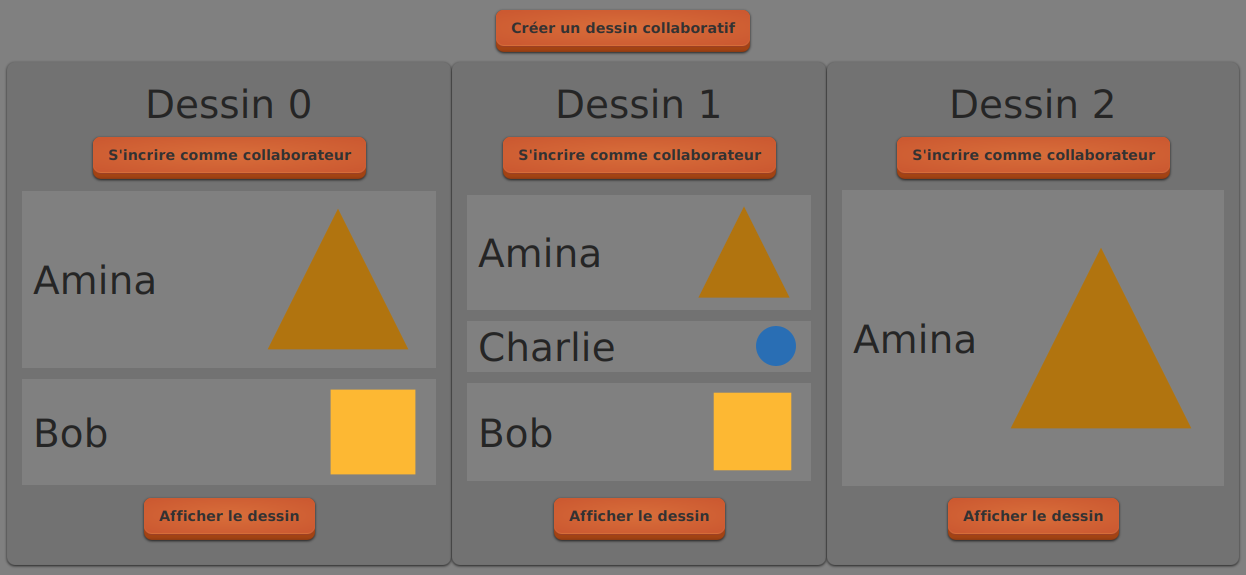 Créer un dessin collaboratif
Dessin 0
S'incrire comme collaborateur
Amina
Bob
Afficher le dessin
Dessin 1
S'incrire comme collaborateur
Amina
Charlie
Bob
Afficher le dessin
Dessin 2
S'incrire comme collaborateur
Amina
Afficher le dessin